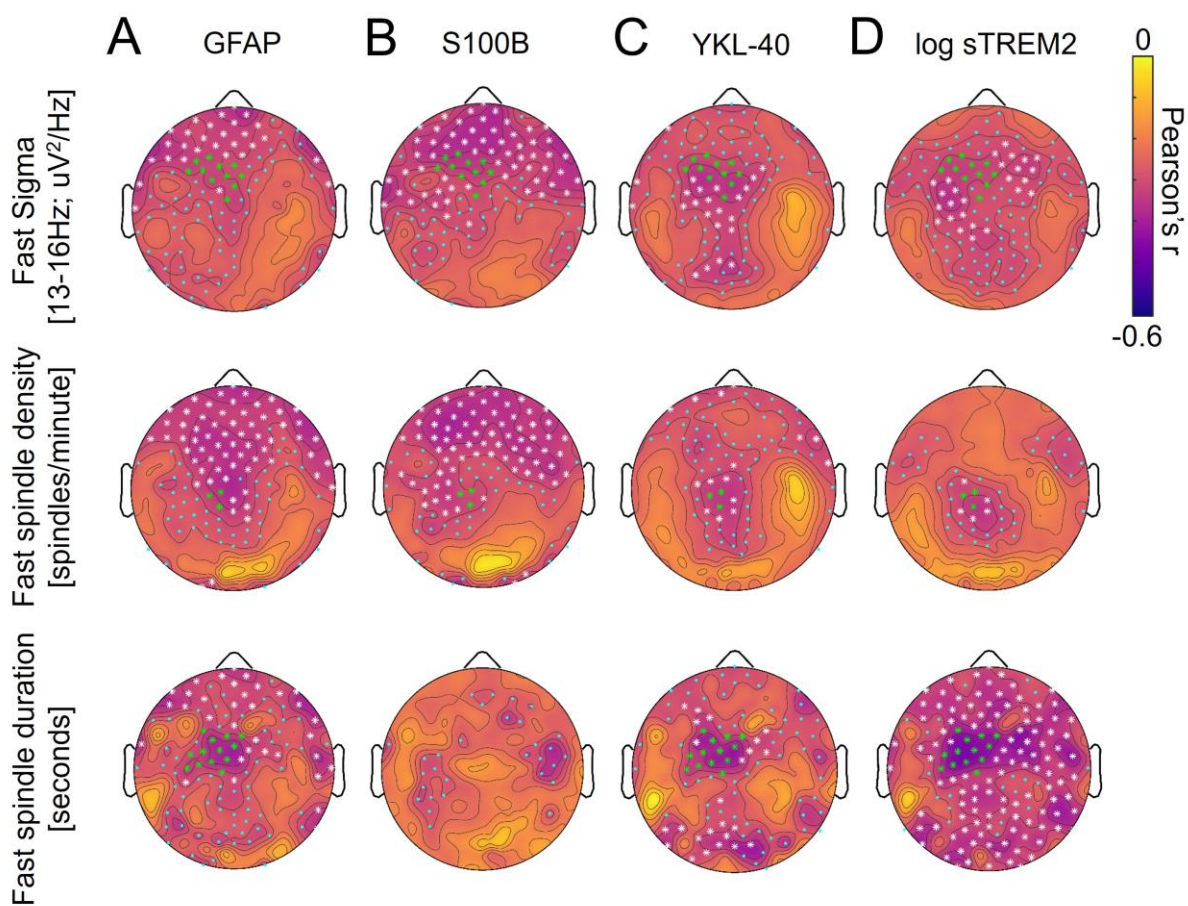 A GFAP B S100B C YKL-40 D log sTREM2
0
Pearson's r
-0.6
Fast Sigma
[13-16Hz; uV²/Hz]
Fast spindle density
[spindles/minute]
Fast spindle duration
[seconds]